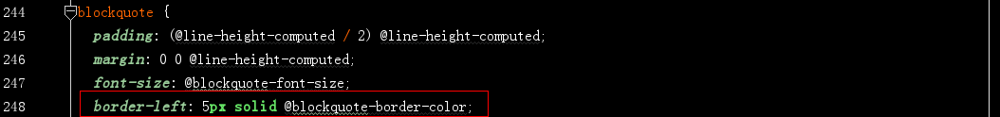 244 blockquote {
245 padding: (@line-height-computed / 2) @line-height-computed;
246 margin: 0 0 @line-height-computed;
247 font-size: @blockquote-font-size;
248 border-left: 5px solid @blockquote-border-color;